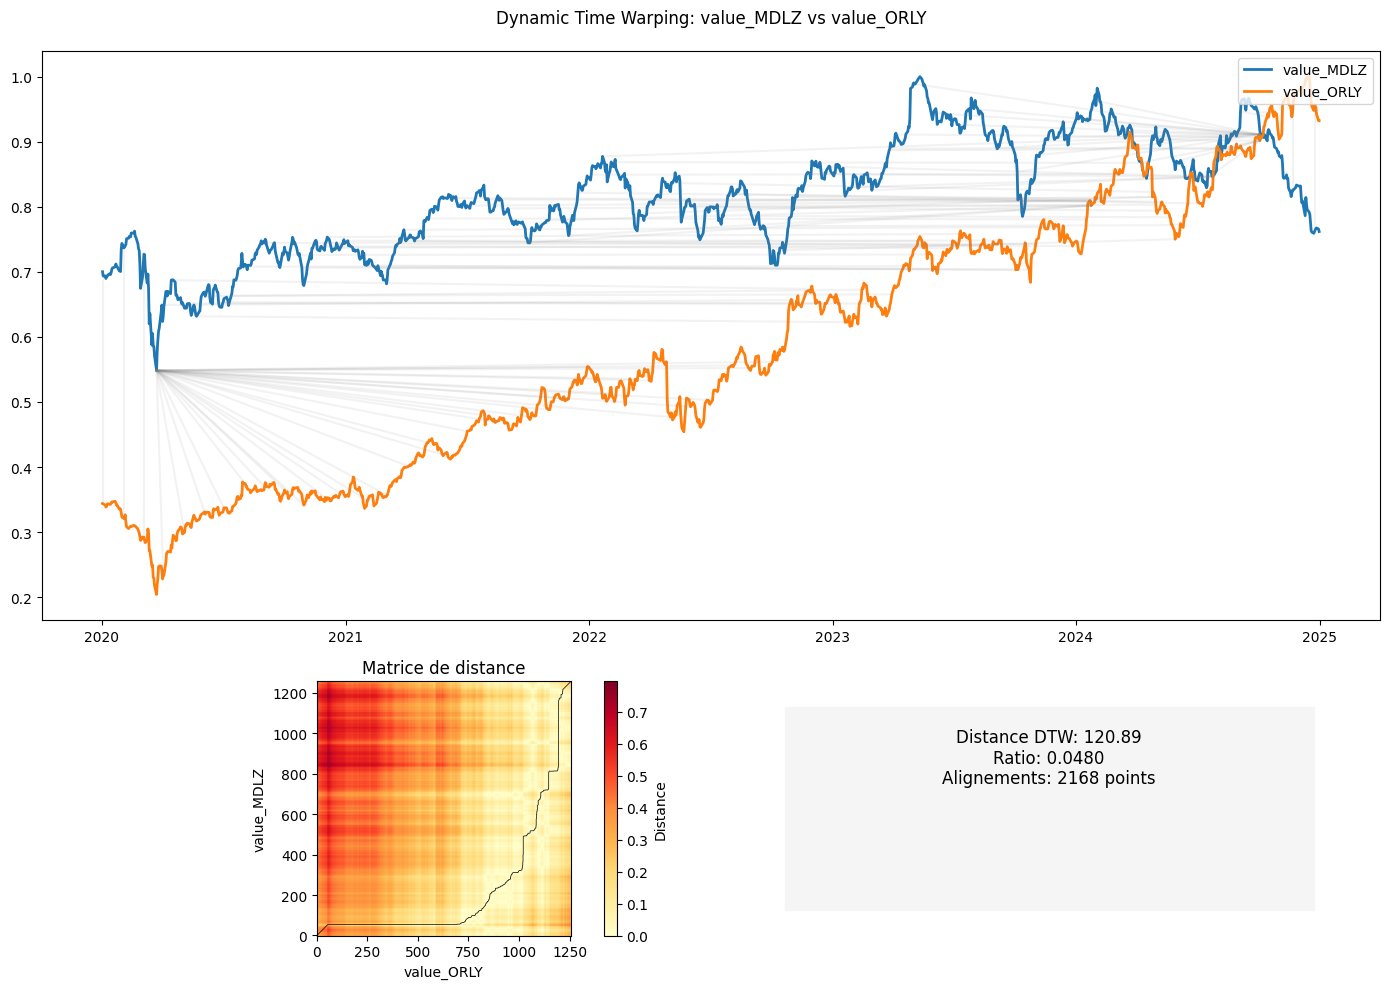 Dynamic Time Warping: value_MDLZ vs value_ORLY
value_MDLZ
value_ORLY
1.0
0.9
0.8
0.7
0.6
0.5
0.4
0.3
0.2
2020 2021 2022 2023 2024 2025
Matrice de distance
value_MDLZ
1200
1000
800
600
400
200
0
0 250 500 750 1000 1250
value_ORLY
0.7
0.6
0.5
0.4
0.3
0.2
0.1
0.0
Distance
Distance DTW: 120.89
Ratio: 0.0480
Alignements: 2168 points